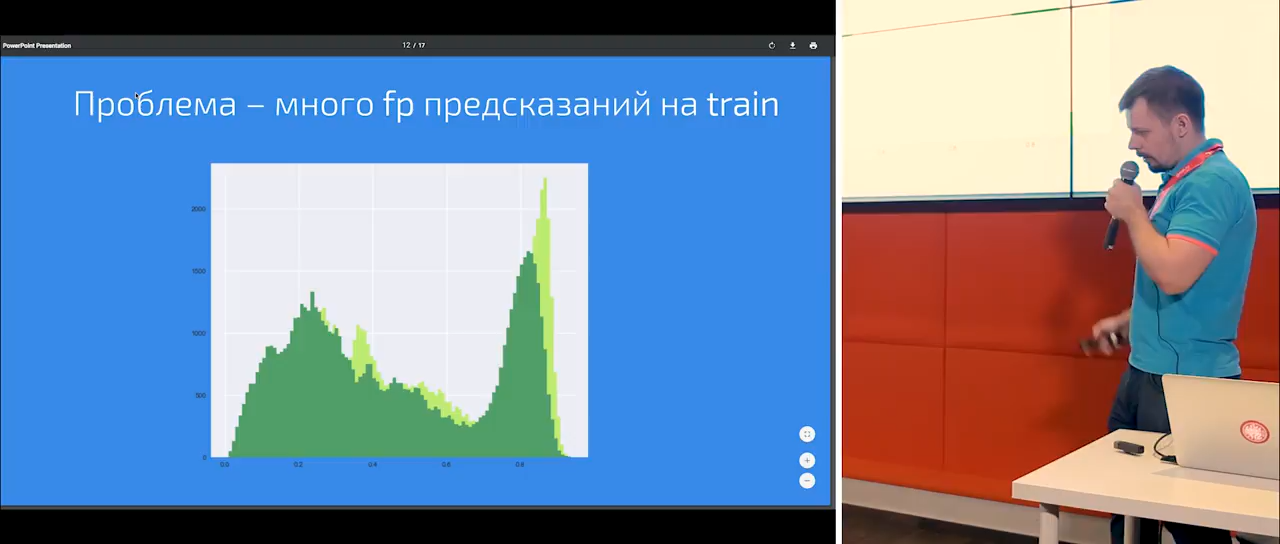 PowerPoint Presentation
12 / 17
Проблема – много fp предсказаний на train
2000
1500
1000
500
0
0.0 0.2 0.4 0.6 0.8